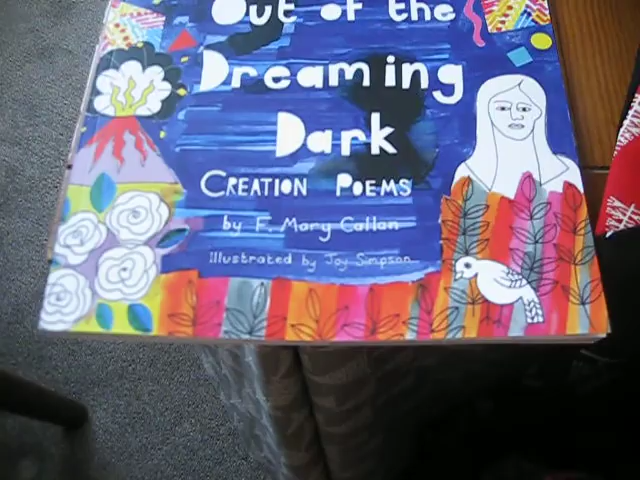 Out of the
Dreaming
Dark
CREATION POEMS
by F. Mary Callan
Illustrated by Joy Simpson